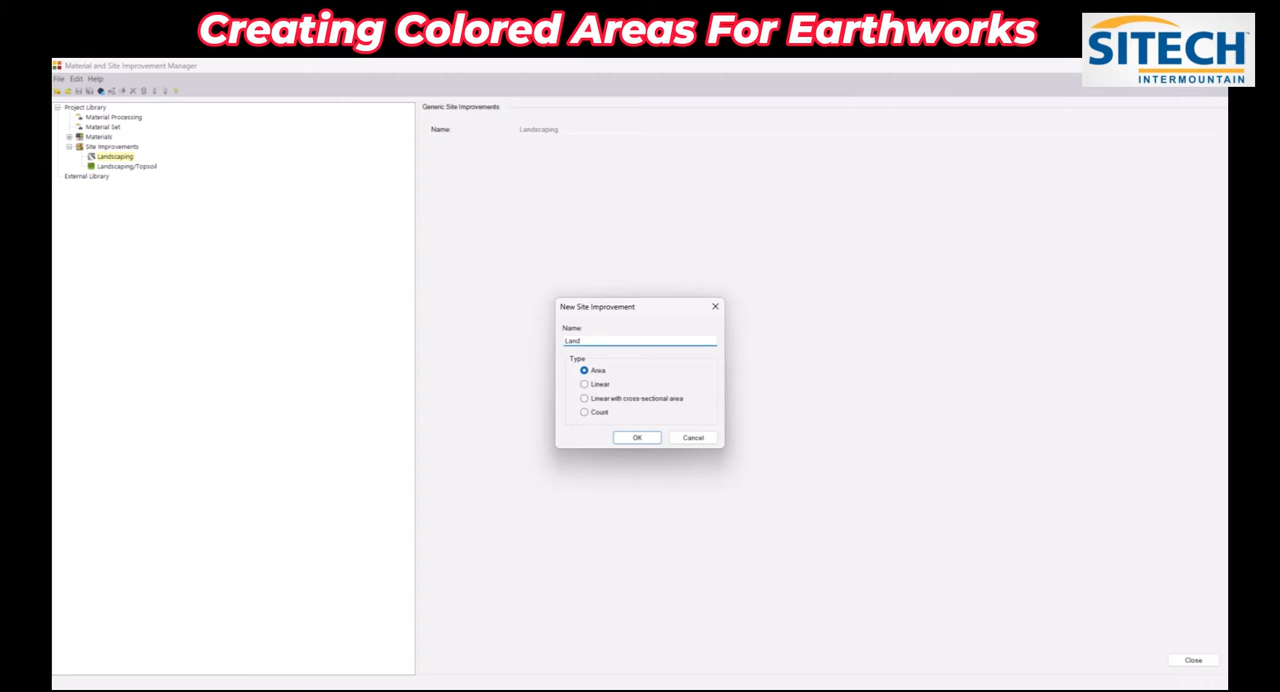 Creating Colored Areas For Earthworks
SITECH
INTERMOUNTAIN
Material and Site Improvement Manager
File Edit Help
Project Library
Material Processing
Material Set
Materials
Site Improvements
Landscaping
Landscaping/Topsoil
External Library
Generic Site Improvements
Name: Landscaping
New Site Improvement
Name:
Land
Type
Area
Linear
Linear with cross-sectional area
Count
OK Cancel
Close